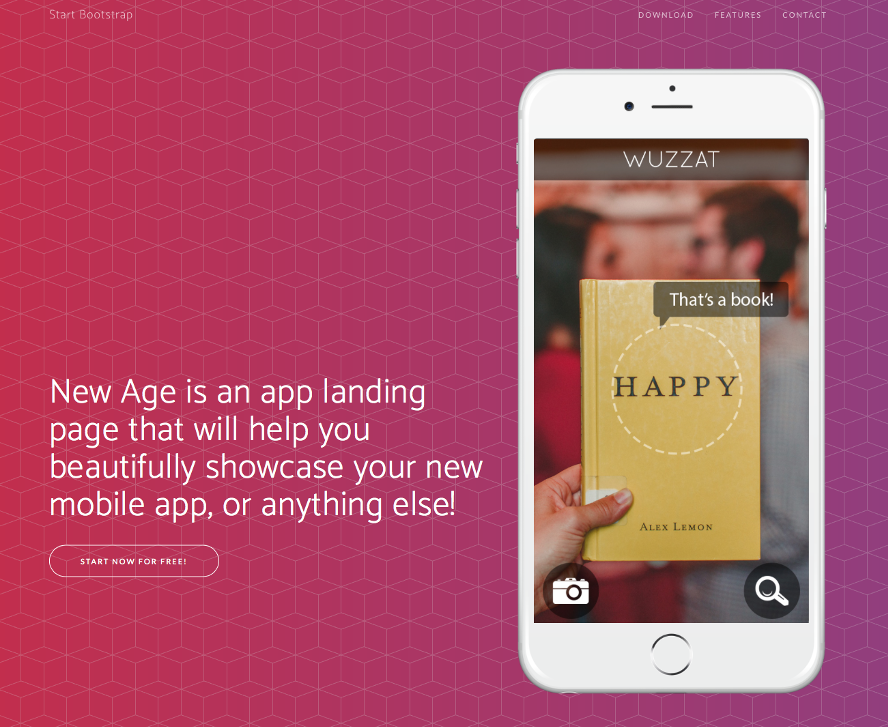 Start Bootstrap
DOWNLOAD FEATURES CONTACT
WUZZAT
That's a book!
HAPPY
ALEX LEMON
New Age is an app landing
page that will help you
beautifully showcase your new
mobile app, or anything else!
START NOW FOR FREE!